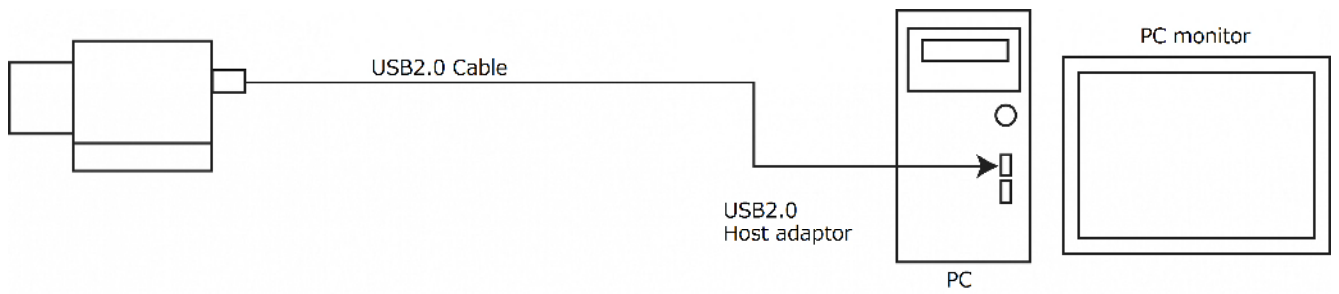 PC monitor
USB2.0 Cable
USB2.0
Host adaptor
PC